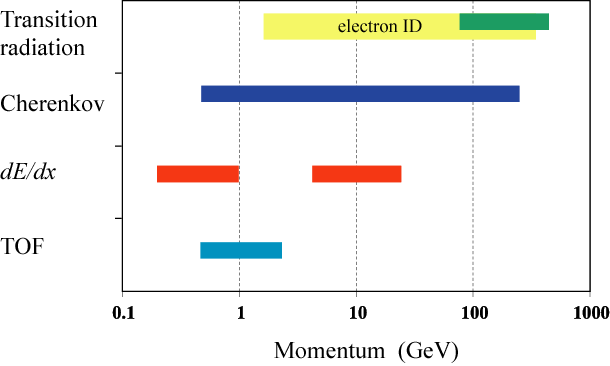 Transition
radiation
electron ID
Cherenkov
dE/dx
TOF
0.1 1 10 100 1000
Momentum (GeV)